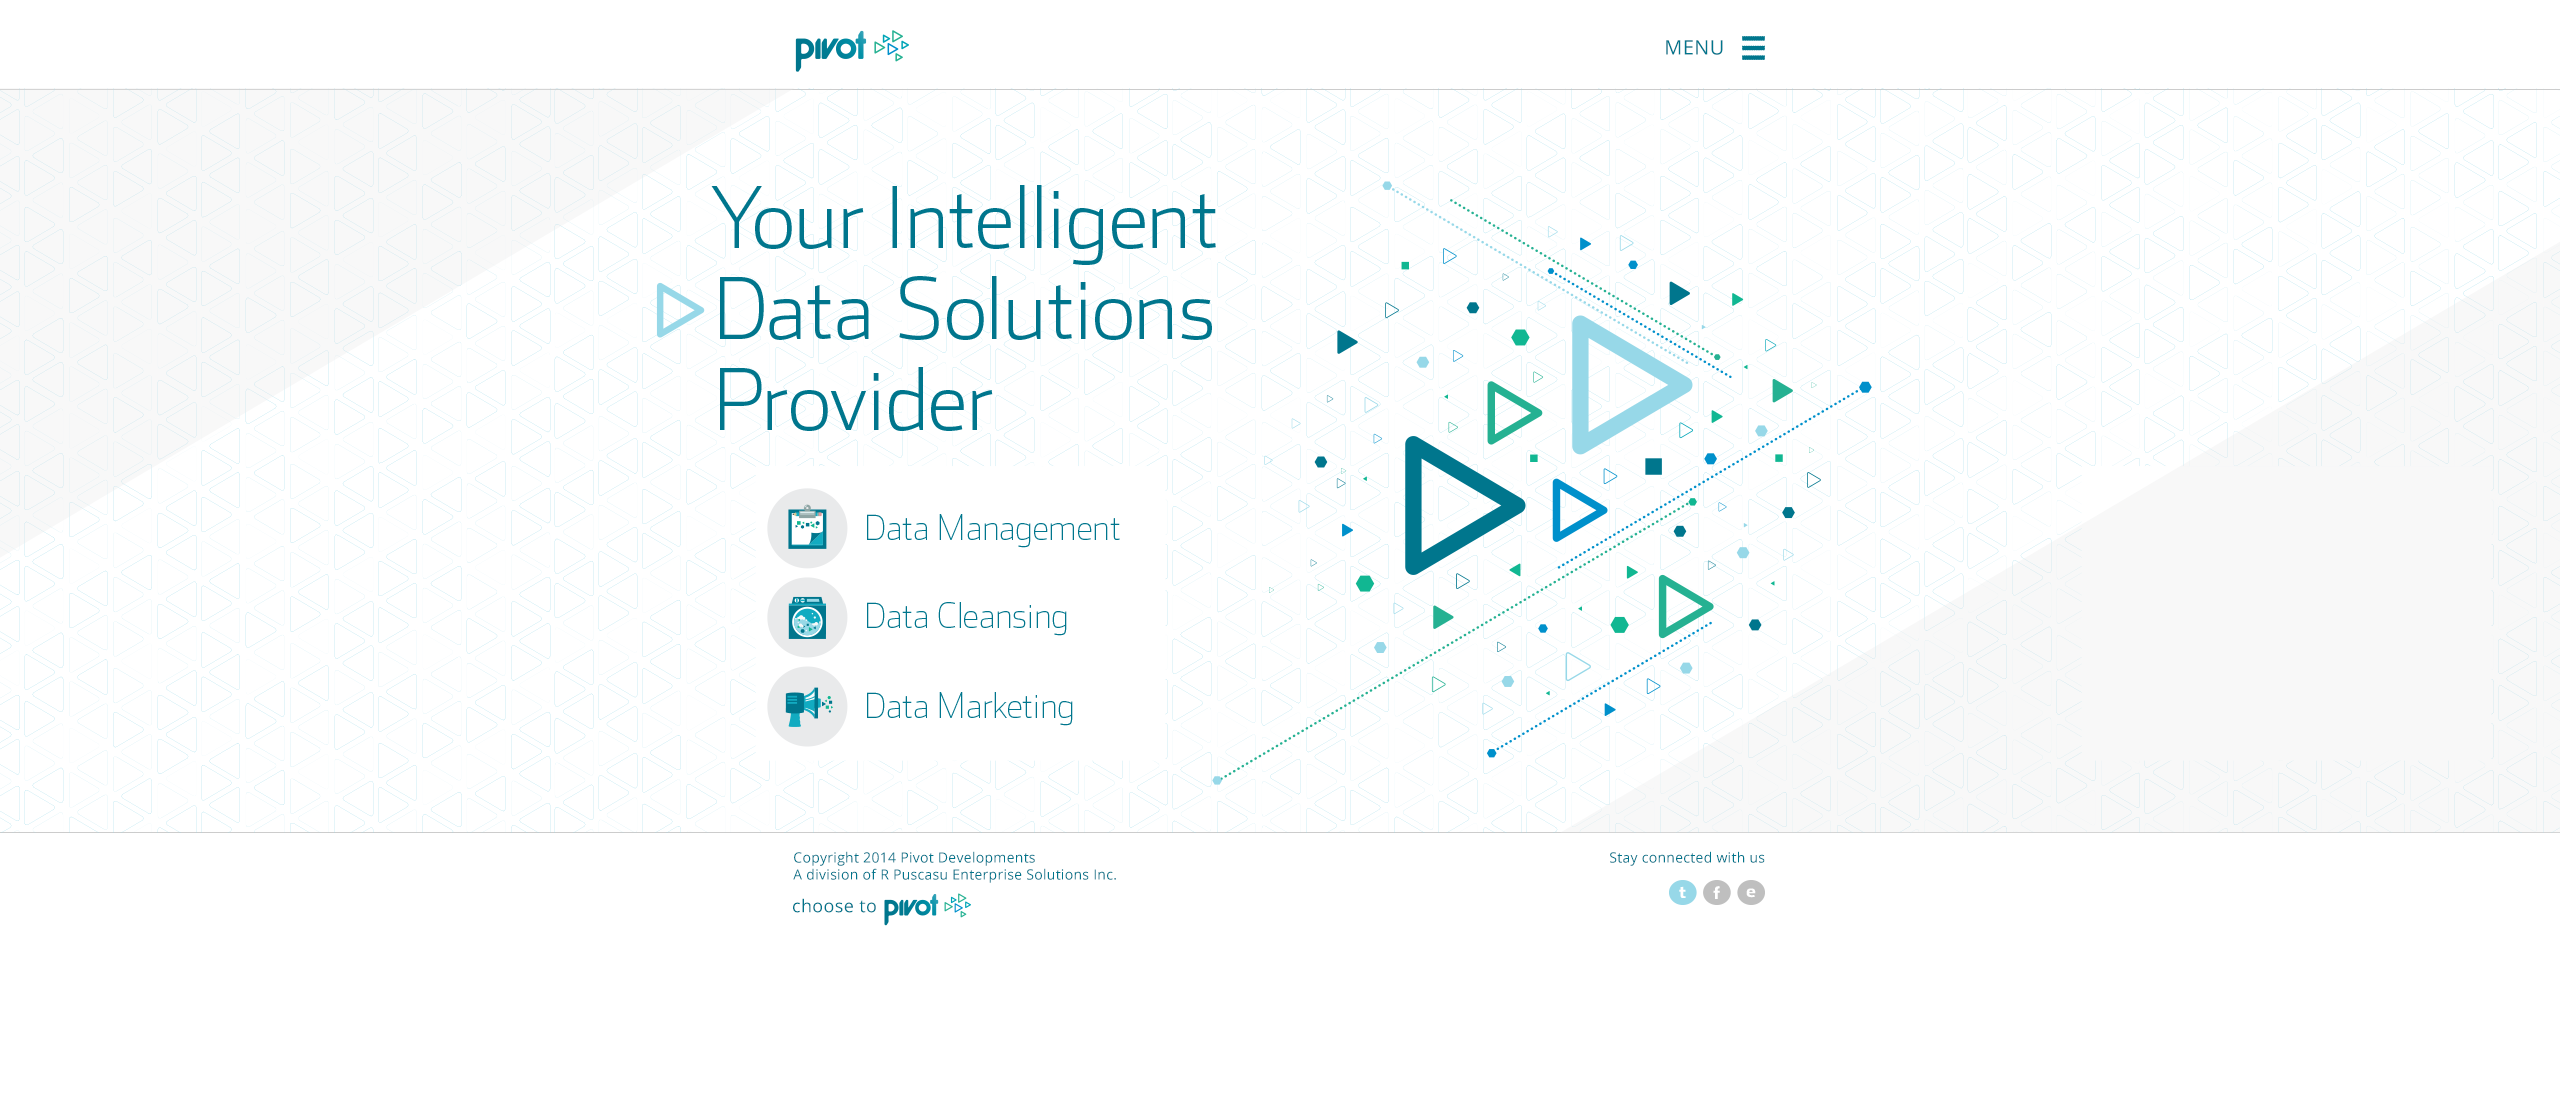 pivot
MENU
Your Intelligent
Data Solutions
Provider
Data Management
Data Cleansing
Data Marketing
Copyright 2014 Pivot Developments
A division of R Puscasu Enterprise Solutions Inc.
choose to pivot
Stay connected with us
t f e